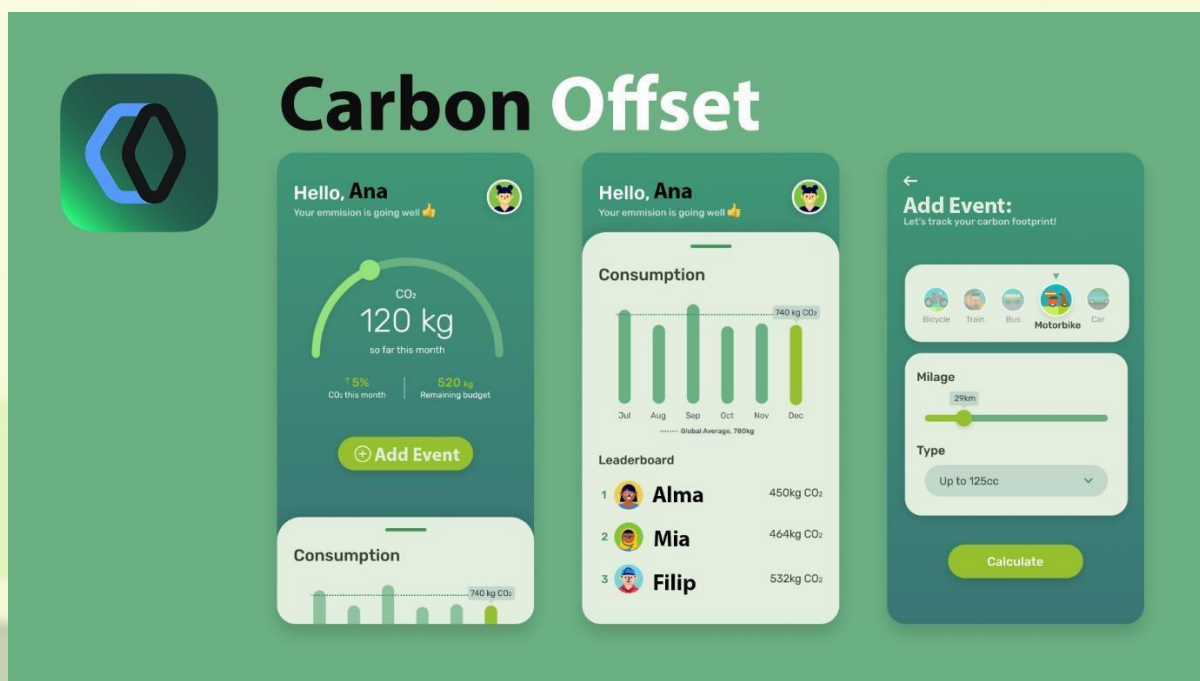 Carbon Offset
Hello, Ana
Your emmision is going well
CO₂
120 kg
so far this month
↑5%
CO₂ this month
520 kg
Remaining budget
Add Event
Consumption
740 kg CO₂
Hello, Ana
Your emmision is going well
Consumption
740 kg CO₂
Jul Aug Sep Oct Nov Dec
Global Average, 780kg
Leaderboard
1 Alma 450kg CO₂
2 Mia 464kg CO₂
3 Filip 532kg CO₂
Add Event:
Let's track your carbon footprint!
Bicycle Train Bus Motorbike Car
Milage
29km
Type
Up to 125cc
Calculate